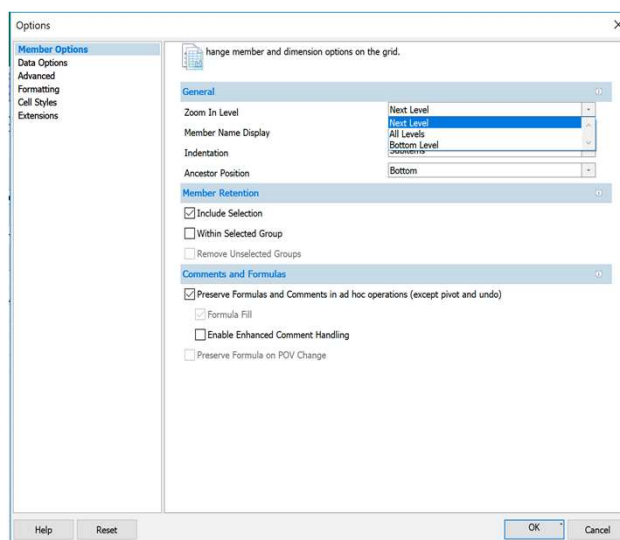 Options
Member Options
Data Options
Advanced
Formatting
Cell Styles
Extensions
hange member and dimension options on the grid.
General
Zoom In Level Next Level
Next Level
Member Name Display All Levels
Bottom Level
Indentation Subitems
Ancestor Position Bottom
Member Retention
Include Selection
Within Selected Group
Remove Unselected Groups
Comments and Formulas
Preserve Formulas and Comments in ad hoc operations (except pivot and undo)
Formula Fill
Enable Enhanced Comment Handling
Preserve Formula on POV Change
Help Reset OK Cancel